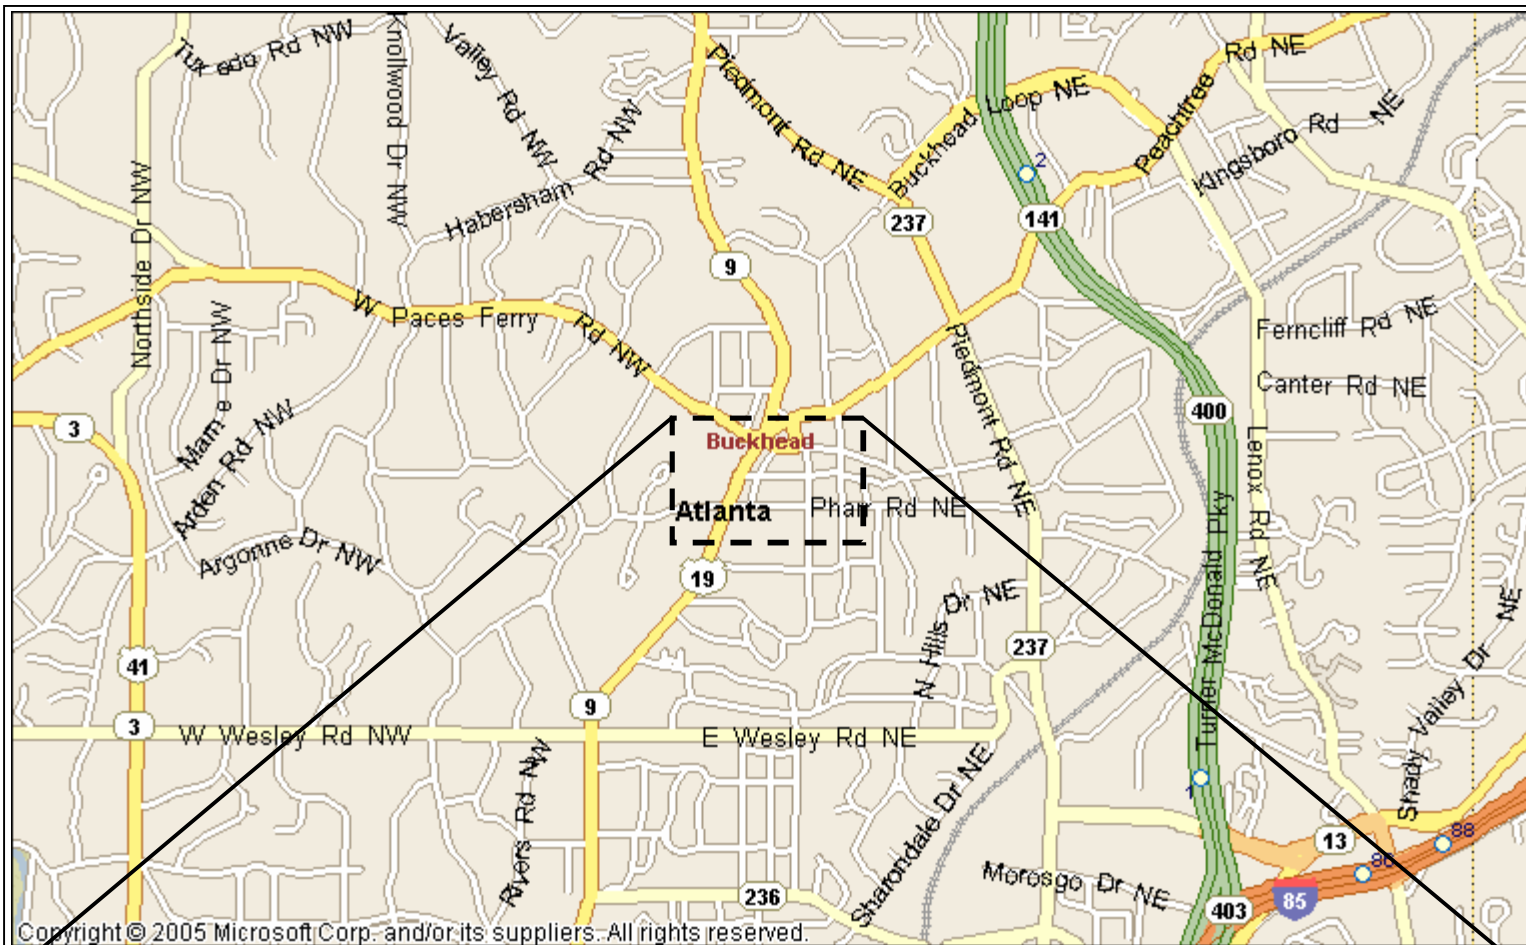 Tuxedo Rd NW
Knollwood Dr NW
Valley Rd NW
Piedmont Rd NE
Buckhead Loop NE
Peachtree Rd NE
Kingsboro Rd NE
2
Habersham Rd NW
Northside Dr NW
237
141
9
W Paces Ferry Rd NW
Ferncliff Rd NE
Canter Rd NE
Piedmont Rd NE
400
3
Mame Dr NW
Arden Rd NW
Buckhead
Atlanta
Pharr Rd NE
Lenox Rd NE
Turner McDonald Pky
Argonne Dr NW
19
N Hills Dr NE
237
41
9
3
W Wesley Rd NW
E Wesley Rd NE
Shady Valley Dr NE
Rivers Rd NW
Sharondale Dr NE
1
13
88
86
Morosgo Dr NE
236
403
85
Copyright © 2005 Microsoft Corp. and/or its suppliers. All rights reserved.